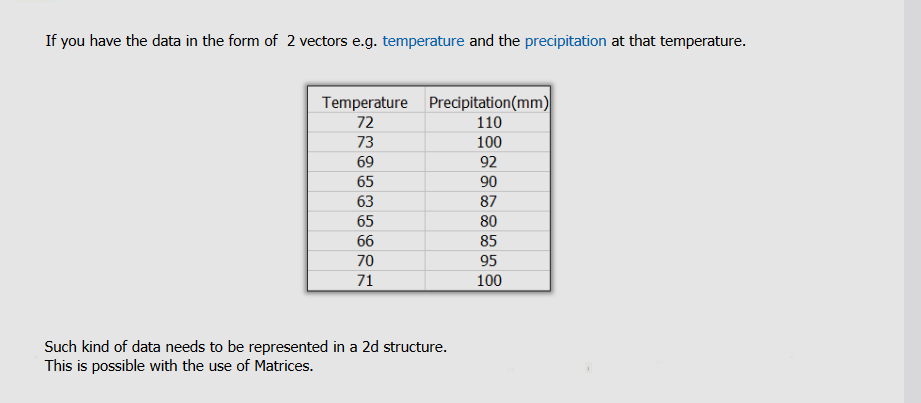 If you have the data in the form of 2 vectors e.g. temperature and the precipitation at that temperature.
Temperature Precipitation(mm)
72 110
73 100
69 92
65 90
63 87
65 80
66 85
70 95
71 100
Such kind of data needs to be represented in a 2d structure.
This is possible with the use of Matrices.